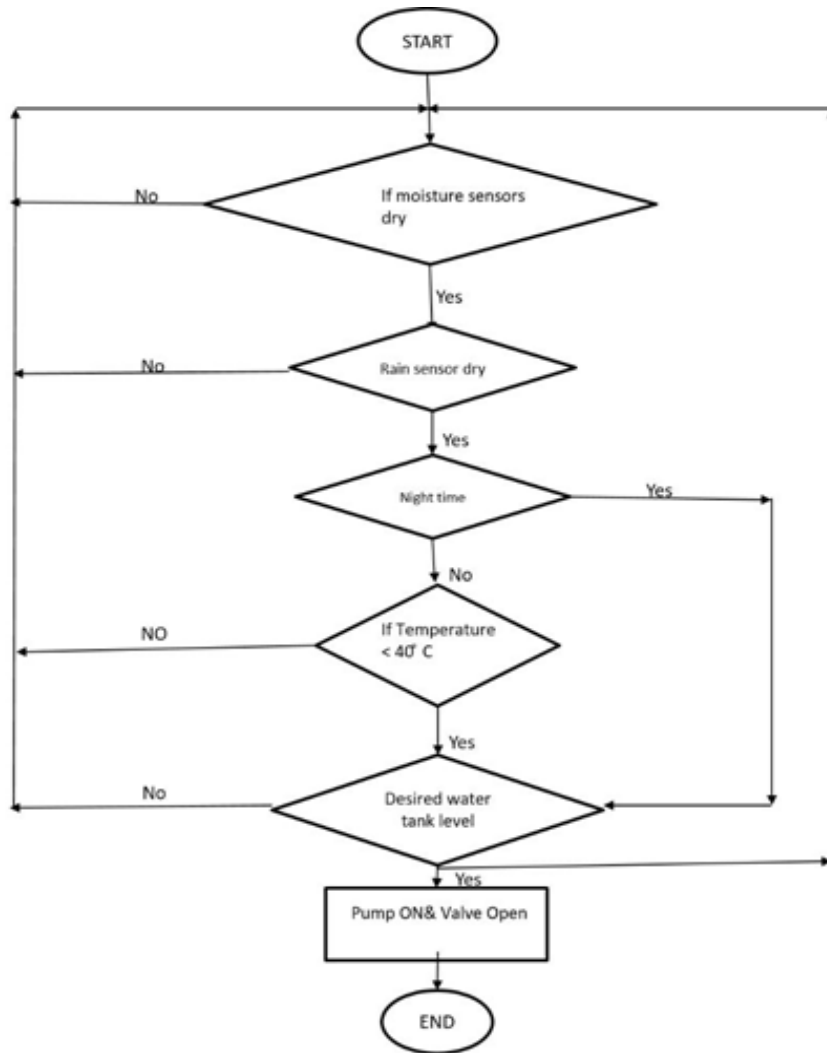 START
If moisture sensors
dry
No
Yes
Rain sensor dry
No
Yes
Night time
Yes
No
If Temperature
< 40° C
NO
Yes
Desired water
tank level
No
Yes
Pump ON& Valve Open
END